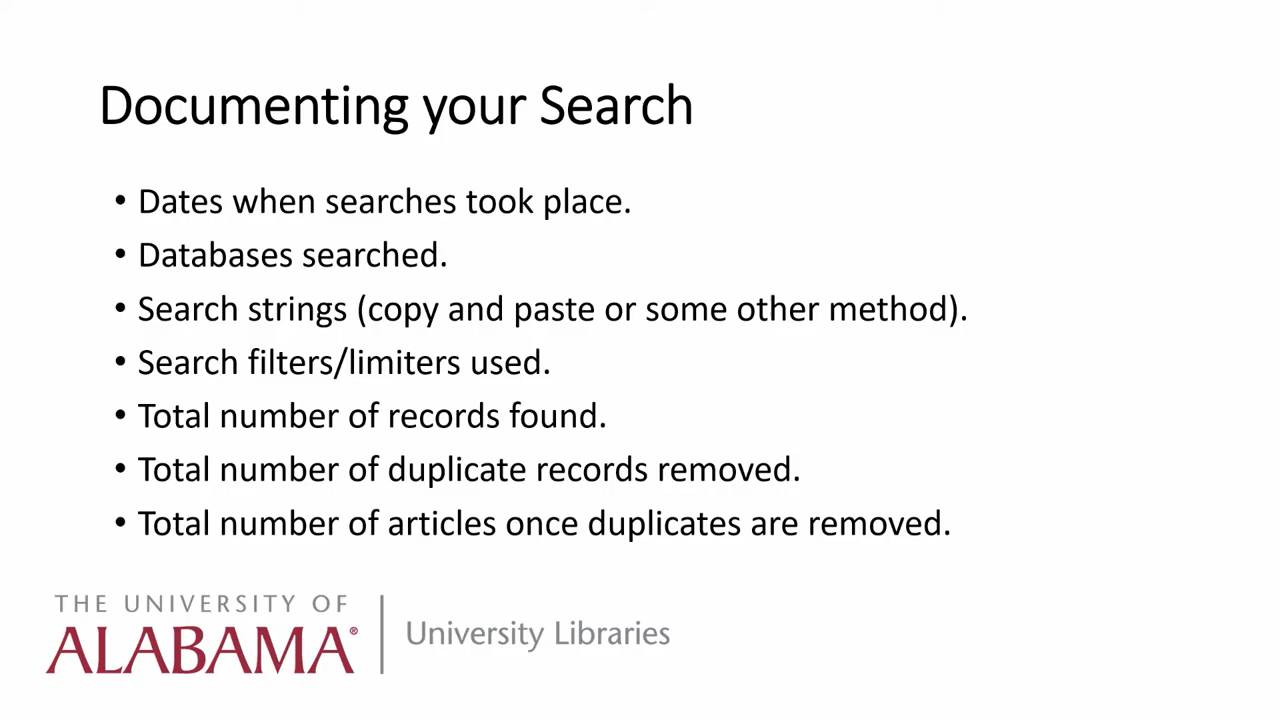 Documenting your Search
• Dates when searches took place.
• Databases searched.
• Search strings (copy and paste or some other method).
• Search filters/limiters used.
• Total number of records found.
• Total number of duplicate records removed.
• Total number of articles once duplicates are removed.
THE UNIVERSITY OF
ALABAMA®
University Libraries